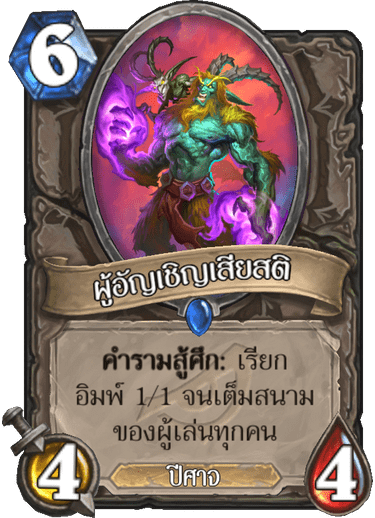 6
ผู้อัญเชิญเสียสติ
คำรามสู้ศึก: เรียก
อิมพ์ 1/1 จนเต็มสนาม
ของผู้เล่นทุกคน
4
ปีศาจ
4